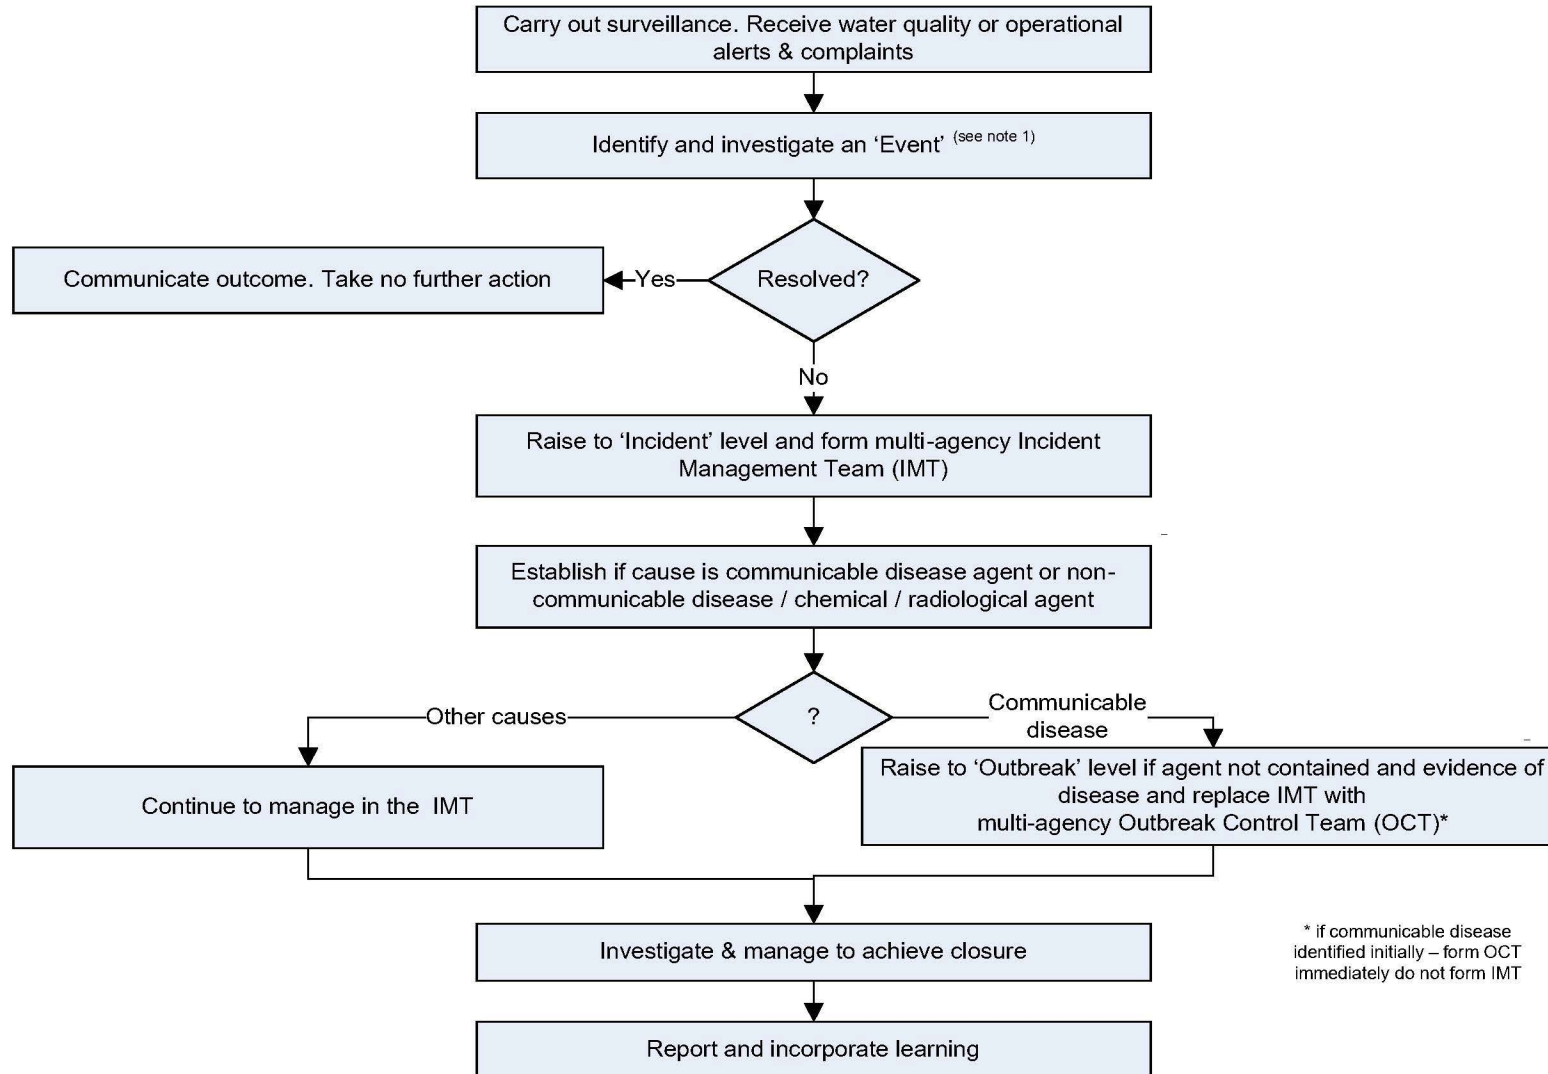 Carry out surveillance. Receive water quality or operational
alerts & complaints
Identify and investigate an ‘Event’ (see note 1)
Resolved?
Yes
Communicate outcome. Take no further action
No
Raise to ‘Incident’ level and form multi-agency Incident
Management Team (IMT)
Establish if cause is communicable disease agent or non-
communicable disease / chemical / radiological agent
?
Other causes
Communicable
disease
Continue to manage in the IMT
Raise to ‘Outbreak’ level if agent not contained and evidence of
disease and replace IMT with
multi-agency Outbreak Control Team (OCT)*
Investigate & manage to achieve closure
* if communicable disease
identified initially – form OCT
immediately do not form IMT
Report and incorporate learning